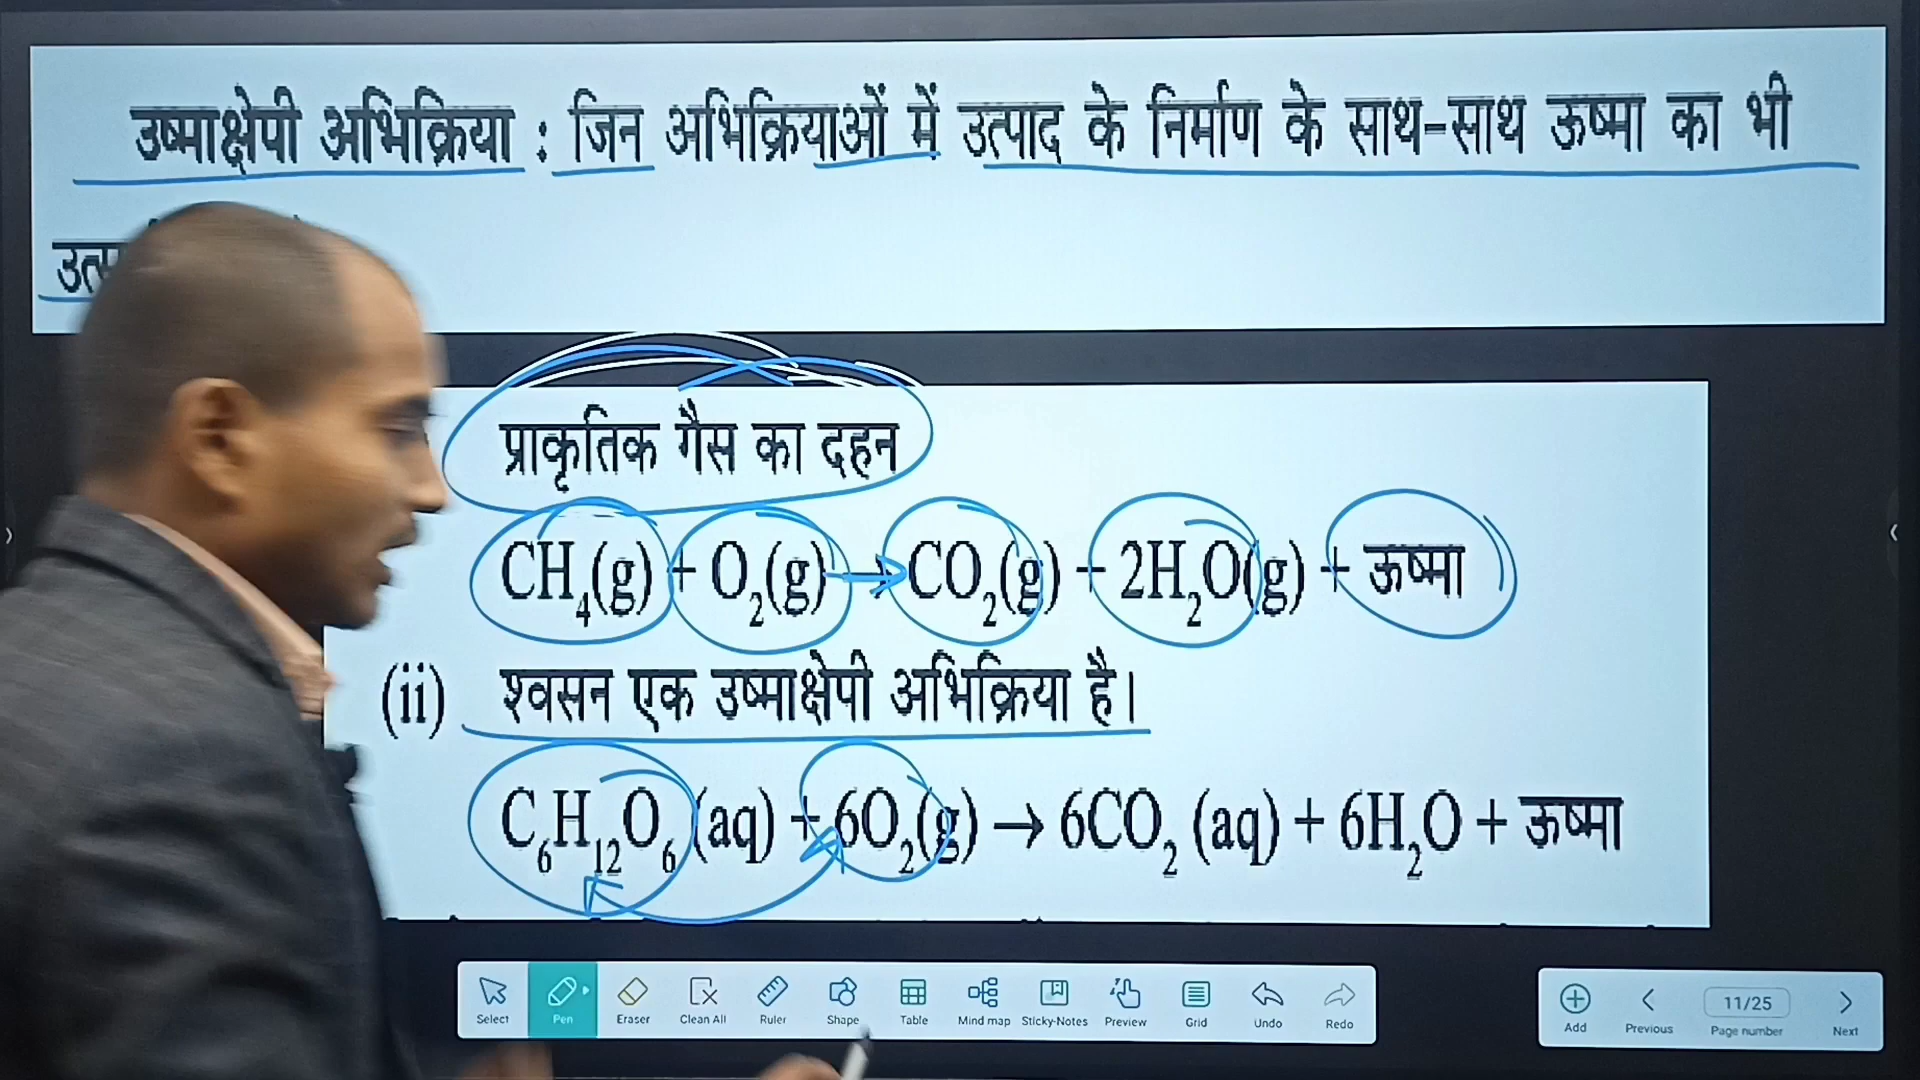 उष्माक्षेपी अभिक्रिया : जिन अभिक्रियाओं में उत्पाद के निर्माण के साथ-साथ ऊष्मा का भी
प्राकृतिक गैस का दहन
CH₄(g) + O₂(g) → CO₂(g) + 2H₂O(g) + ऊष्मा
(ii) श्वसन एक उष्माक्षेपी अभिक्रिया है।
C₆H₁₂O₆ (aq) + 6O₂(g) → 6CO₂ (aq) + 6H₂O + ऊष्मा
Select Pen Eraser Clean All Ruler Shape Table Mind map Sticky-Notes Preview Grid Undo Redo
Add Previous 11/25 Page number Next